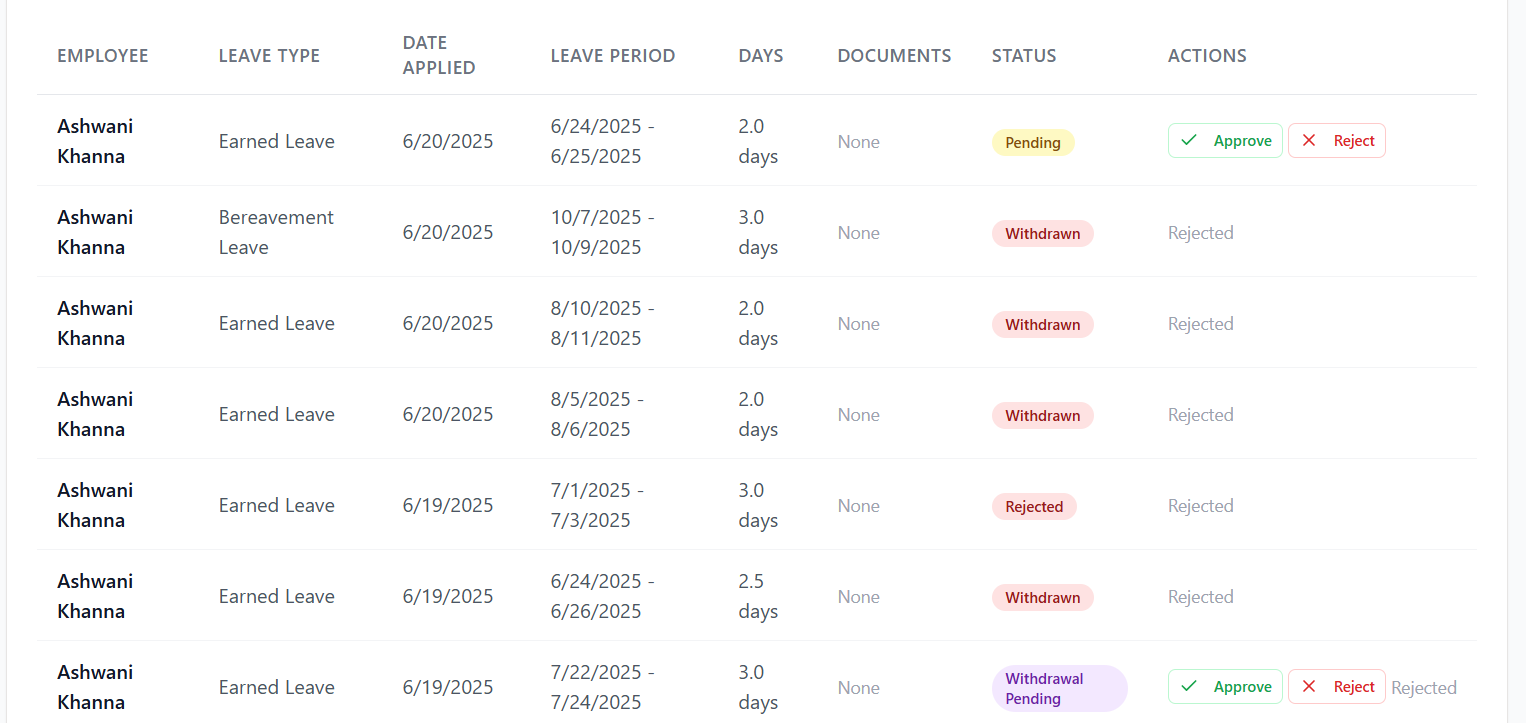 EMPLOYEE LEAVE TYPE DATE APPLIED LEAVE PERIOD DAYS DOCUMENTS STATUS ACTIONS
Ashwani Khanna Earned Leave 6/20/2025 6/24/2025 - 6/25/2025 2.0 days None Pending Approve Reject
Ashwani Khanna Bereavement Leave 6/20/2025 10/7/2025 - 10/9/2025 3.0 days None Withdrawn Rejected
Ashwani Khanna Earned Leave 6/20/2025 8/10/2025 - 8/11/2025 2.0 days None Withdrawn Rejected
Ashwani Khanna Earned Leave 6/20/2025 8/5/2025 - 8/6/2025 2.0 days None Withdrawn Rejected
Ashwani Khanna Earned Leave 6/19/2025 7/1/2025 - 7/3/2025 3.0 days None Rejected Rejected
Ashwani Khanna Earned Leave 6/19/2025 6/24/2025 - 6/26/2025 2.5 days None Withdrawn Rejected
Ashwani Khanna Earned Leave 6/19/2025 7/22/2025 - 7/24/2025 3.0 days None Withdrawal Pending Approve Reject Rejected